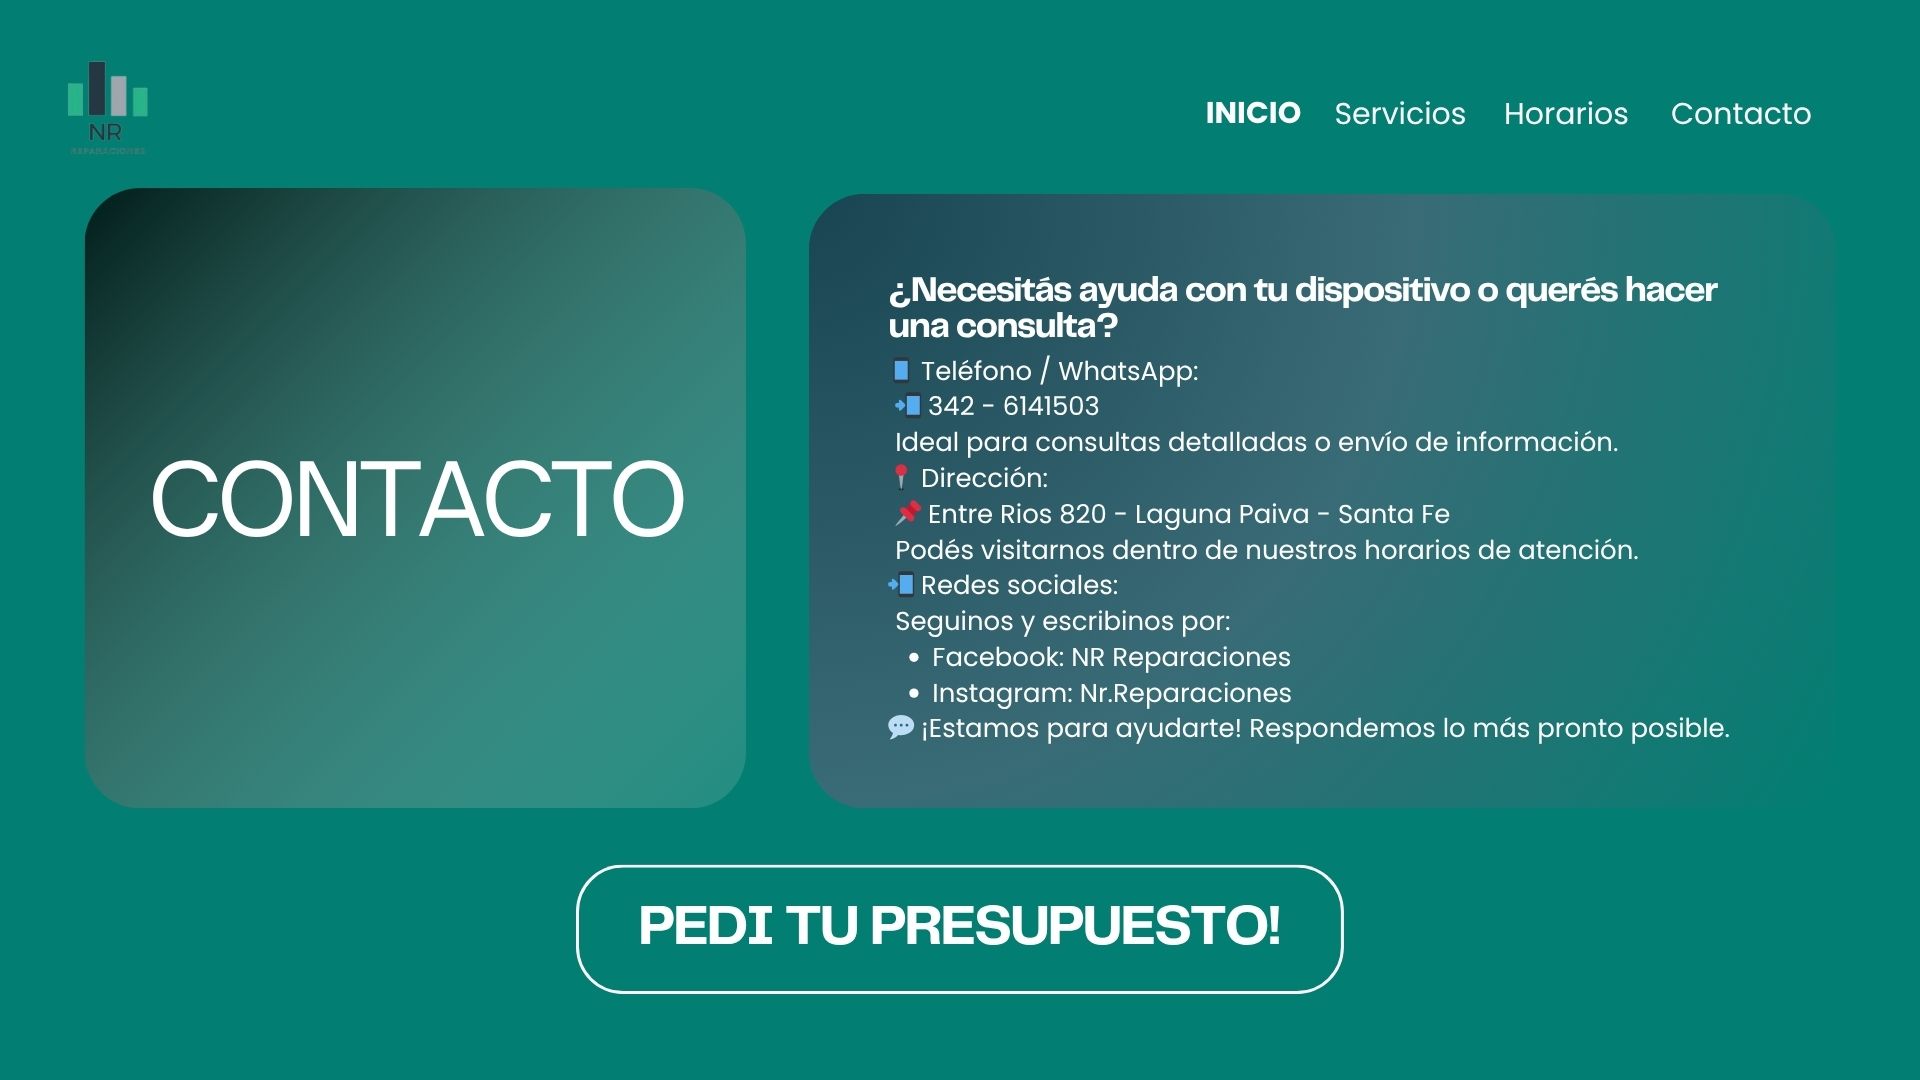 NR
REPARACIONES
INICIO Servicios Horarios Contacto
CONTACTO
¿Necesitás ayuda con tu dispositivo o querés hacer
una consulta?
📱 Teléfono / WhatsApp:
📲 342 - 6141503
Ideal para consultas detalladas o envío de información.
📍 Dirección:
📌 Entre Rios 820 - Laguna Paiva - Santa Fe
Podés visitarnos dentro de nuestros horarios de atención.
📲 Redes sociales:
Seguinos y escribinos por:
• Facebook: NR Reparaciones
• Instagram: Nr.Reparaciones
💬 ¡Estamos para ayudarte! Respondemos lo más pronto posible.
PEDI TU PRESUPUESTO!